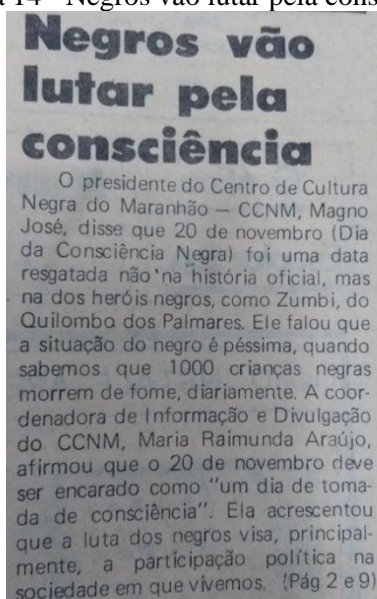 14 - Negros vão lutar pela cons
Negros vão
lutar pela
consciência
O presidente do Centro de Cultura
Negra do Maranhão — CCNM, Magno
José, disse que 20 de novembro (Dia
da Consciência Negra) foi uma data
resgatada não na história oficial, mas
na dos heróis negros, como Zumbi, do
Quilombo dos Palmares. Ele falou que
a situação do negro é péssima, quando
sabemos que 1000 crianças negras
morrem de fome, diariamente. A coor-
denadora de Informação e Divulgação
do CCNM, Maria Raimunda Araújo,
afirmou que o 20 de novembro deve
ser encarado como "um dia de toma-
da de consciência". Ela acrescentou
que a luta dos negros visa, principal-
mente, a participação política na
sociedade em que vivemos. (Pág 2 e 9)